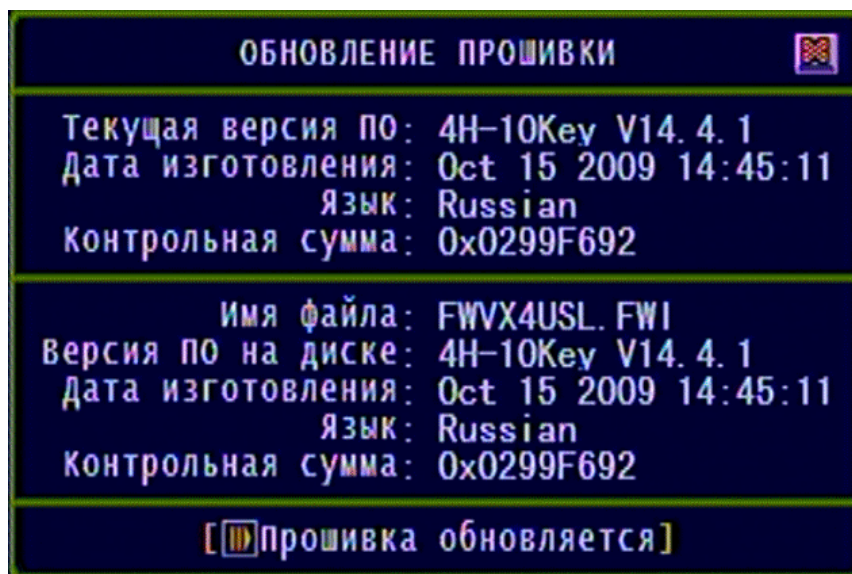 ОБНОВЛЕНИЕ ПРОШИВКИ
Текущая версия ПО: 4H-10Key V14.4.1
Дата изготовления: Oct 15 2009 14:45:11
Язык: Russian
Контрольная сумма: 0x0299F692
Имя файла: FWVX4USL.FWI
Версия ПО на диске: 4H-10Key V14.4.1
Дата изготовления: Oct 15 2009 14:45:11
Язык: Russian
Контрольная сумма: 0x0299F692
[Прошивка обновляется]